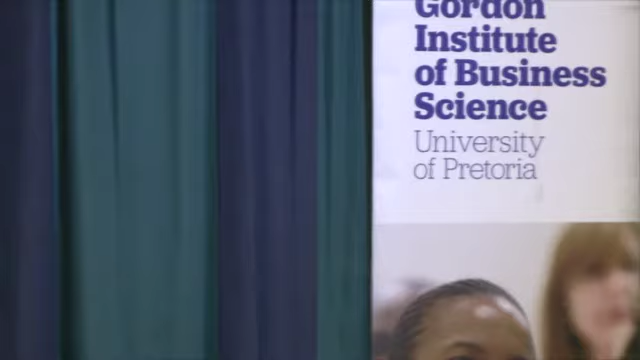 Gordon
Institute
of Business
Science
University
of Pretoria